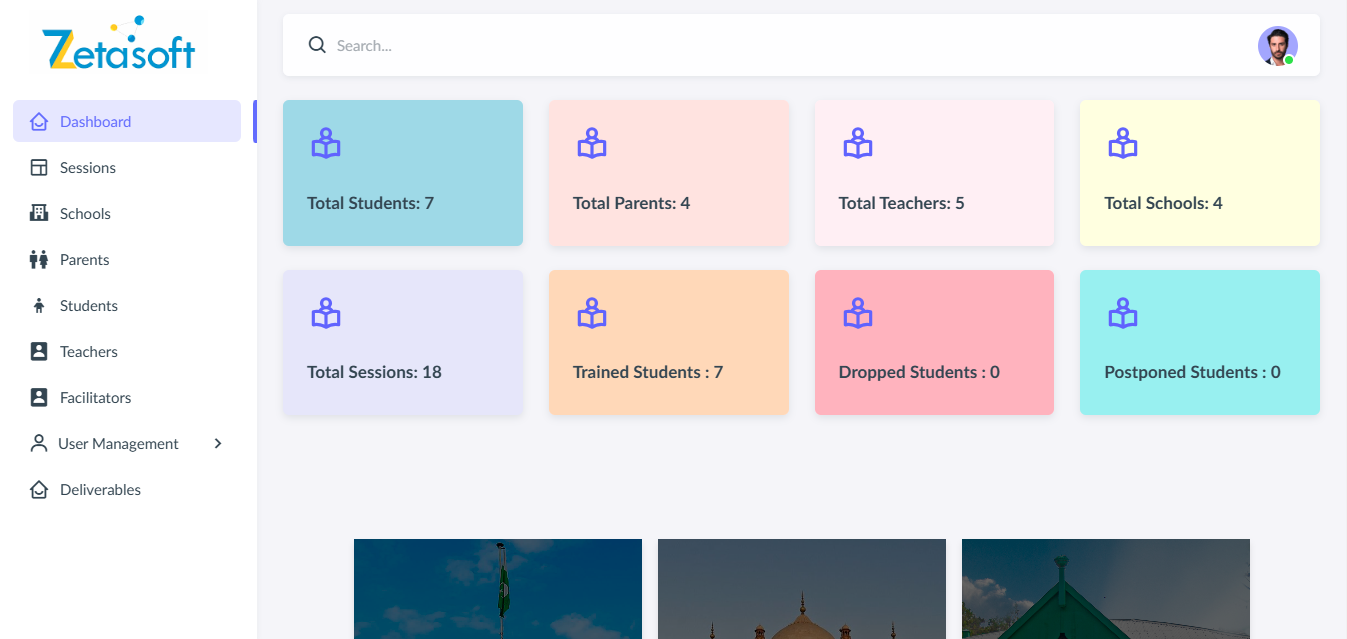 Zetasoft
Search...
Dashboard
Sessions
Schools
Parents
Students
Teachers
Facilitators
User Management
Deliverables
Total Students: 7
Total Parents: 4
Total Teachers: 5
Total Schools: 4
Total Sessions: 18
Trained Students : 7
Dropped Students : 0
Postponed Students : 0